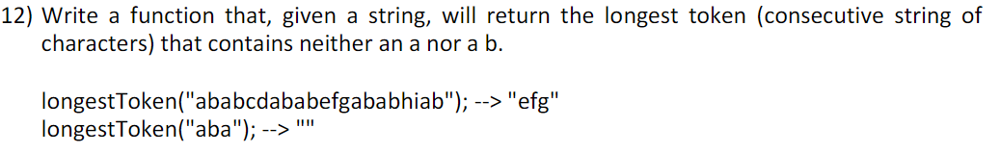 12) Write a function that, given a string, will return the longest token (consecutive string of
characters) that contains neither an a nor a b.
longestToken("ababcdababefgababhiab"); --> "efg"
longestToken("aba"); --> ""